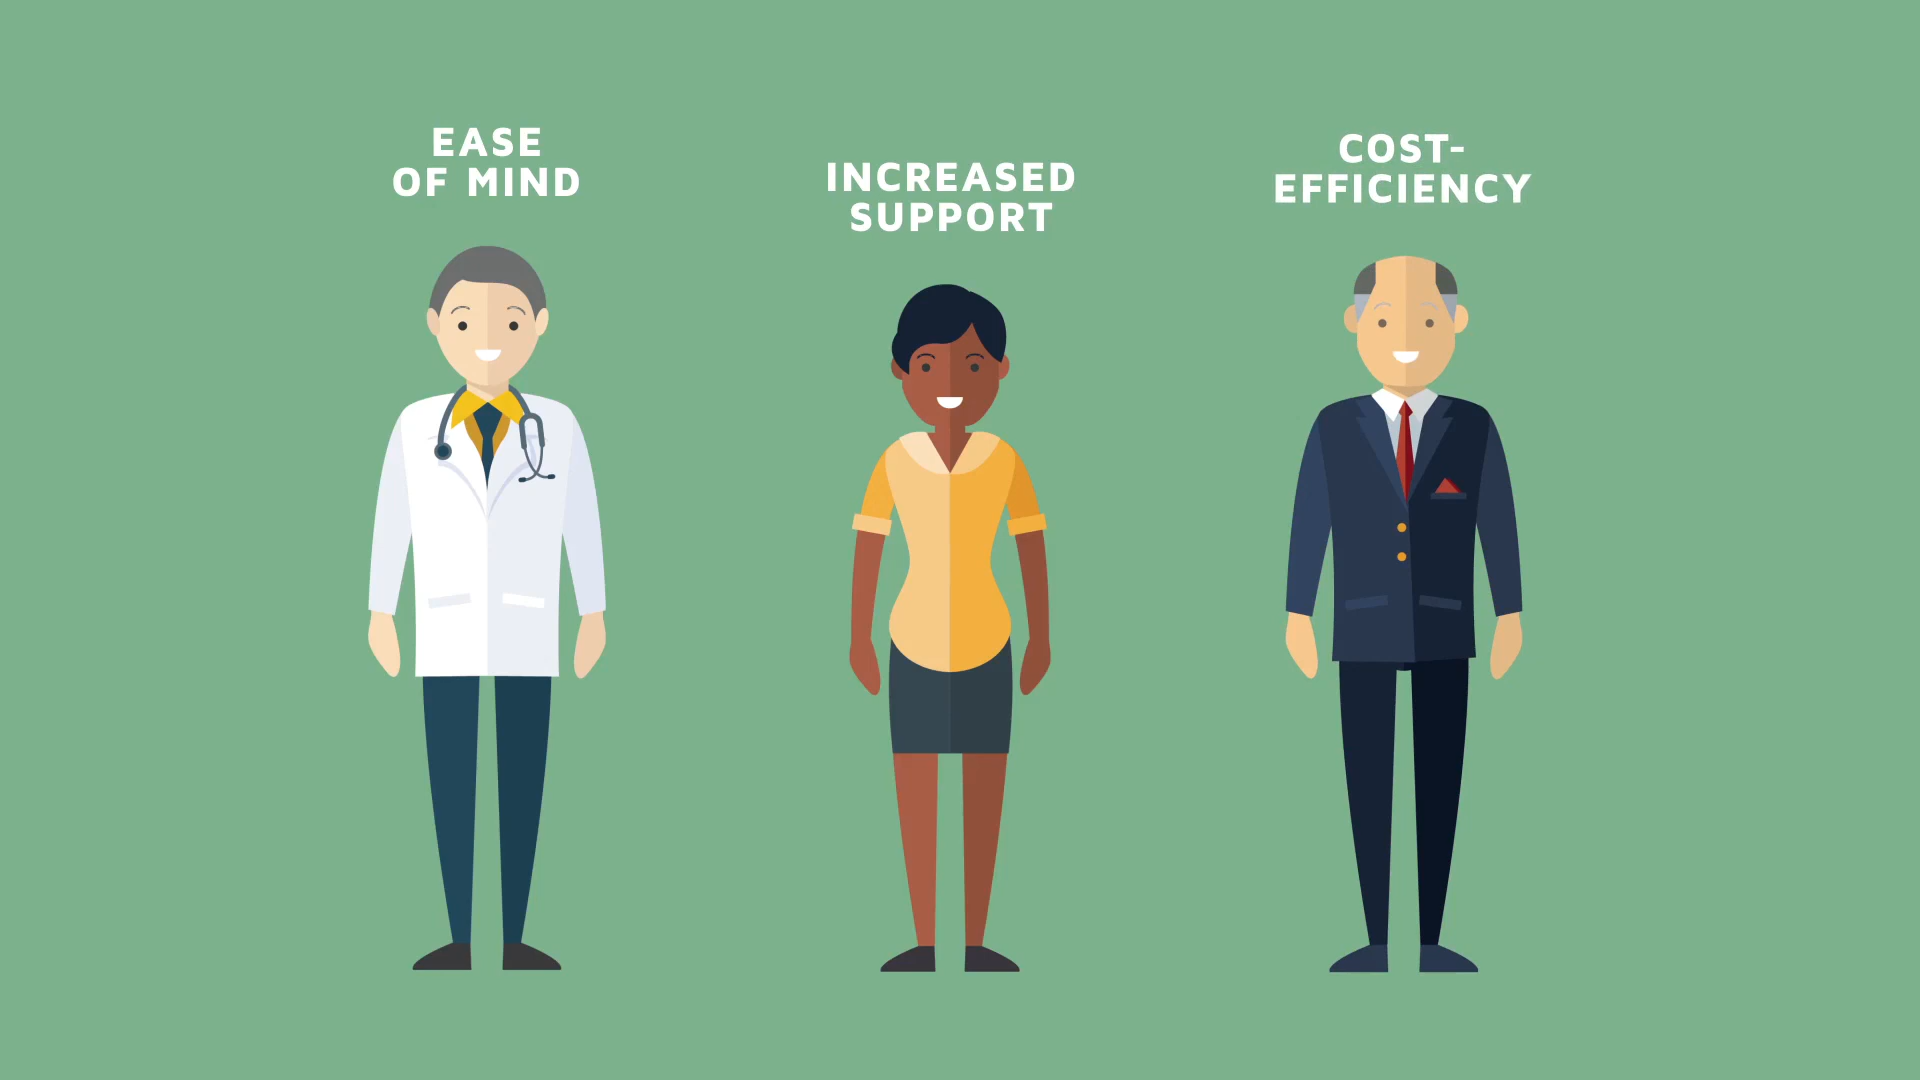 EASE
OF MIND
INCREASED
SUPPORT
COST-
EFFICIENCY